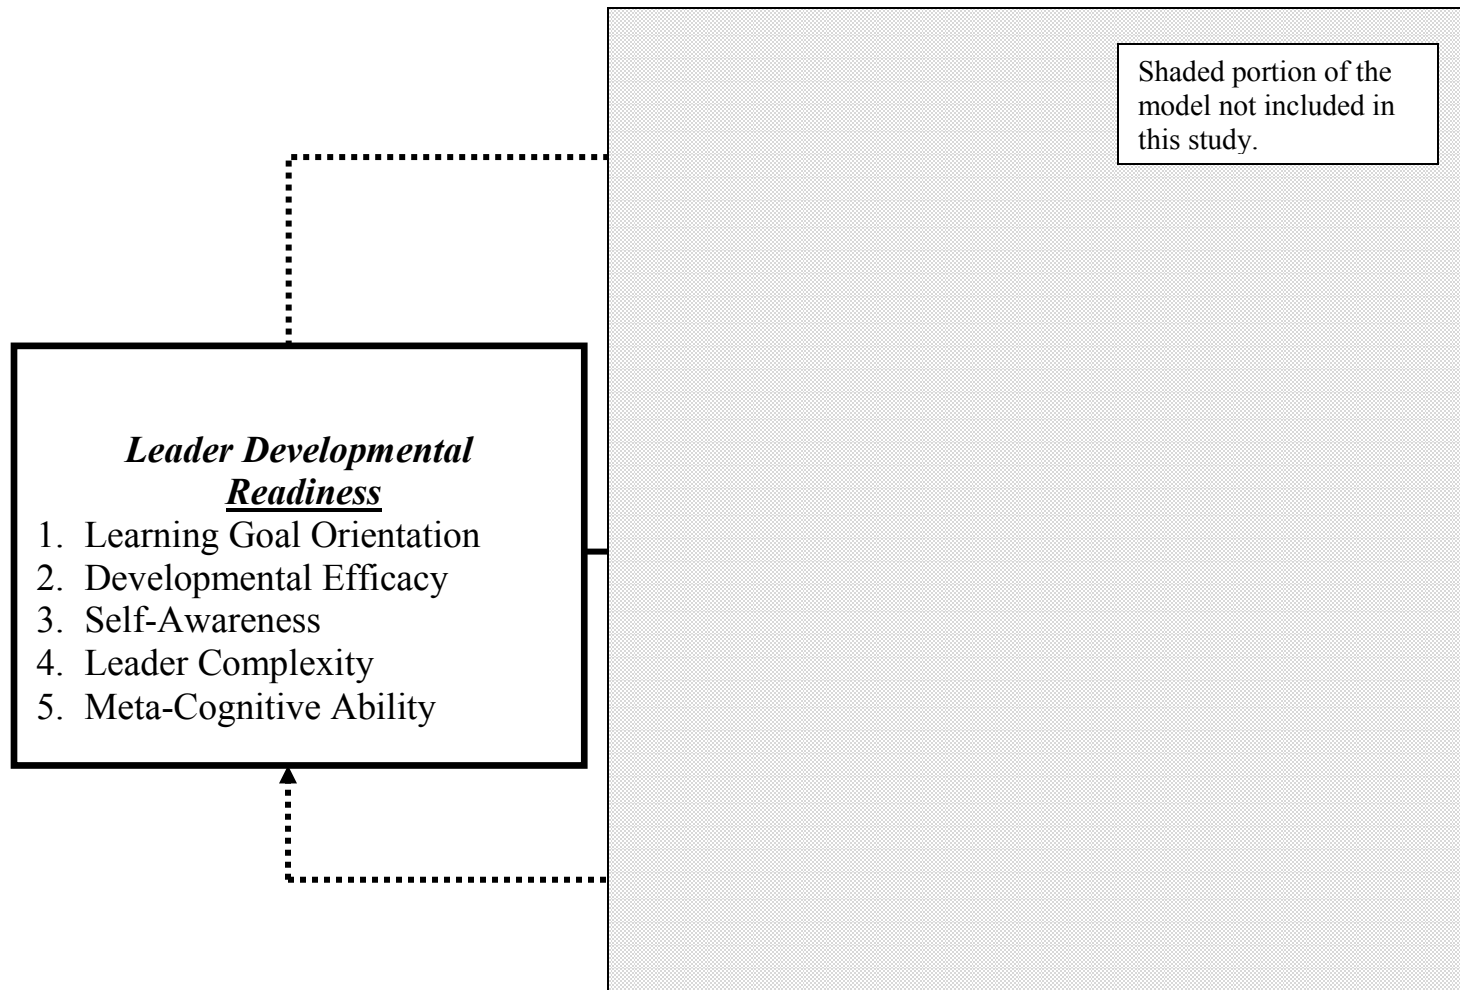 Shaded portion of the
model not included in
this study.
Leader Developmental
Readiness
1. Learning Goal Orientation
2. Developmental Efficacy
3. Self-Awareness
4. Leader Complexity
5. Meta-Cognitive Ability